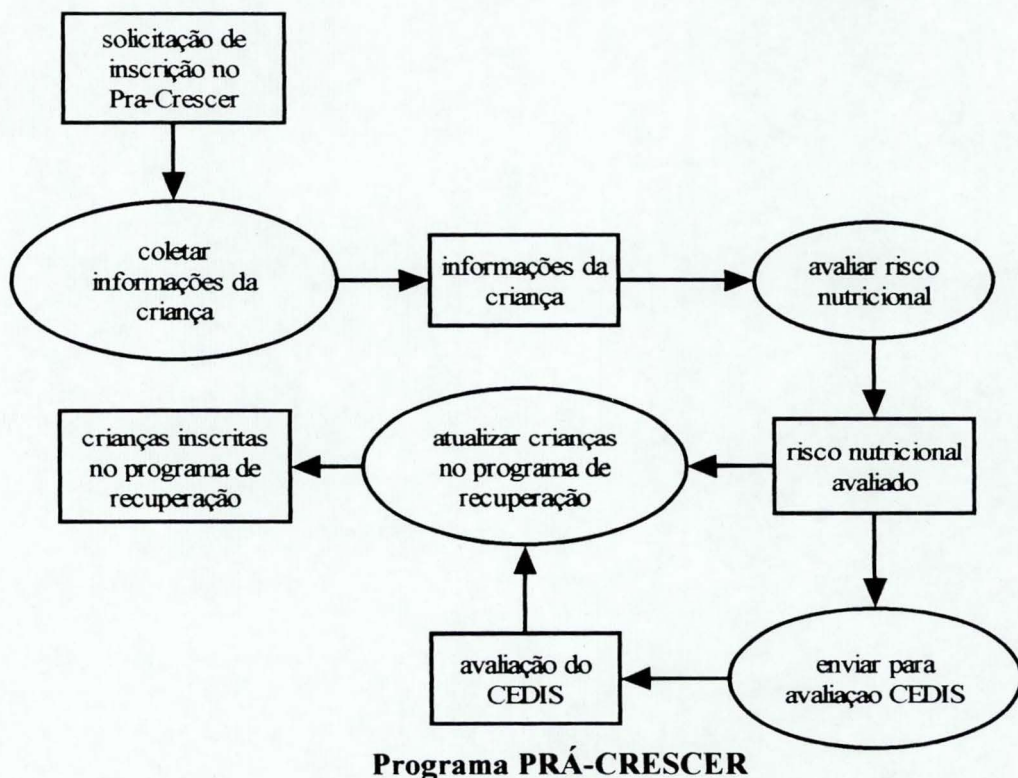 solicitação de
inscrição no
Pra-Crescer
coletar
informações da
criança
informações da
criança
avaliar risco
nutricional
crianças inscritas
no programa de
recuperação
atualizar crianças
no programa de
recuperação
risco nutricional
avaliado
avaliação do
CEDIS
enviar para
avaliaçao CEDIS
Programa PRÁ-CRESCER